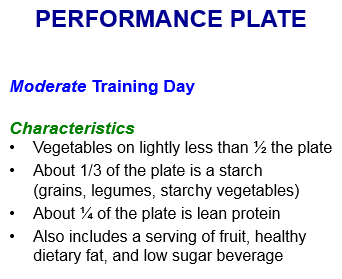 PERFORMANCE PLATE
Moderate Training Day
Characteristics
• Vegetables on lightly less than ½ the plate
• About 1/3 of the plate is a starch
(grains, legumes, starchy vegetables)
• About ¼ of the plate is lean protein
• Also includes a serving of fruit, healthy
dietary fat, and low sugar beverage